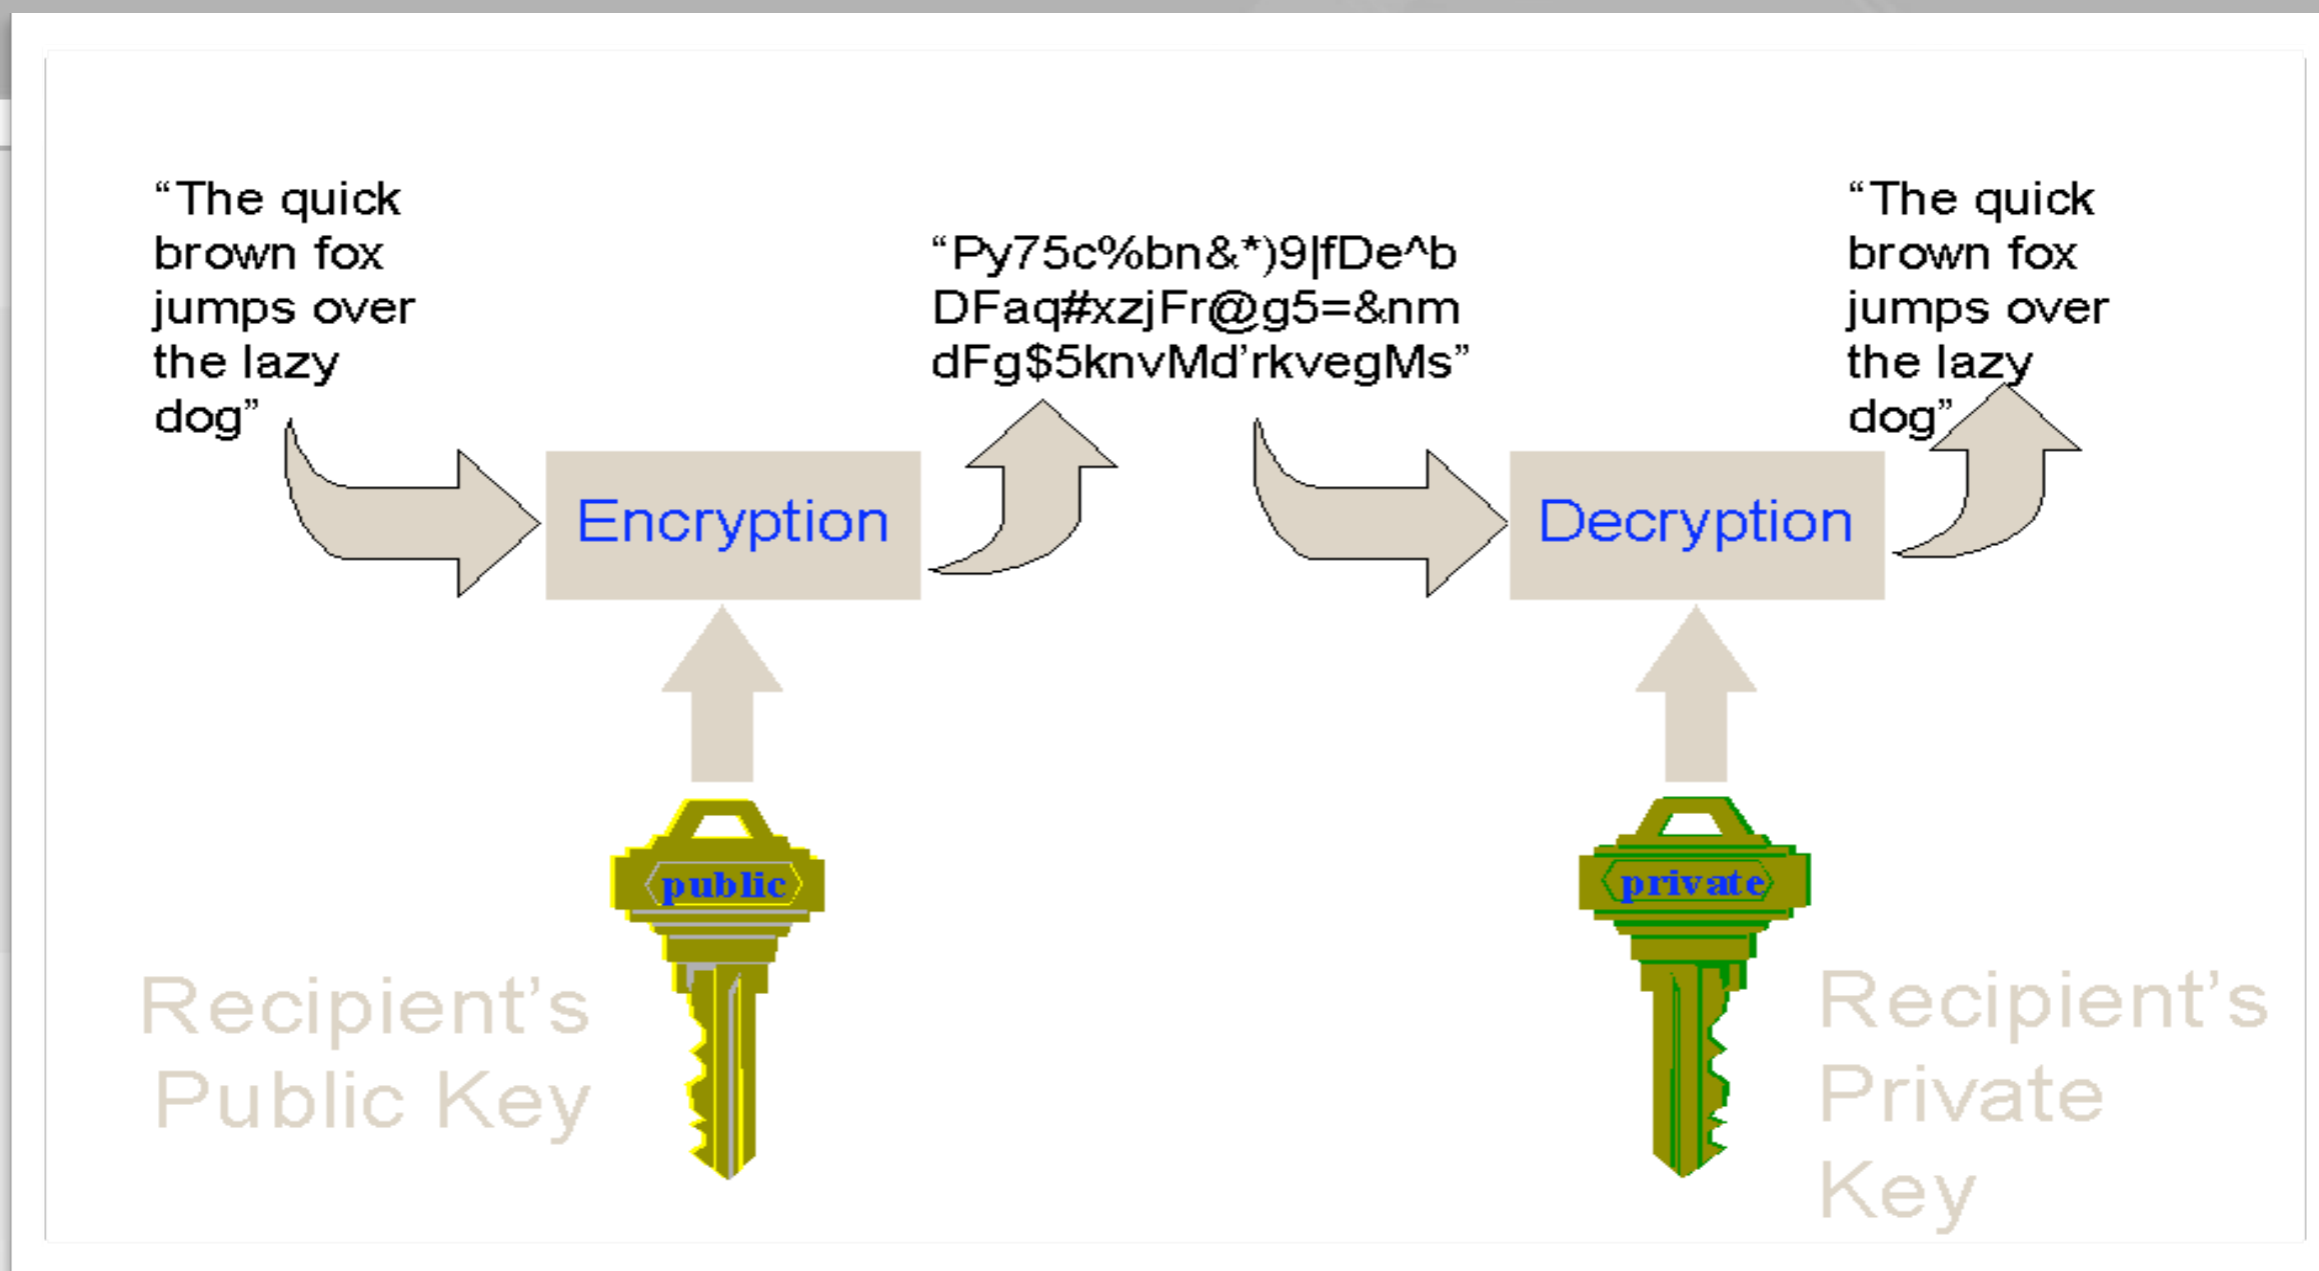 “The quick
brown fox
jumps over
the lazy
dog”
“Py75c%bn&*)9|fDe^b
DFaq#xzjFr@g5=&nm
dFg$5knvMd’rkvegMs”
“The quick
brown fox
jumps over
the lazy
dog”
Encryption
Decryption
public
private
Recipient’s
Public Key
Recipient’s
Private
Key